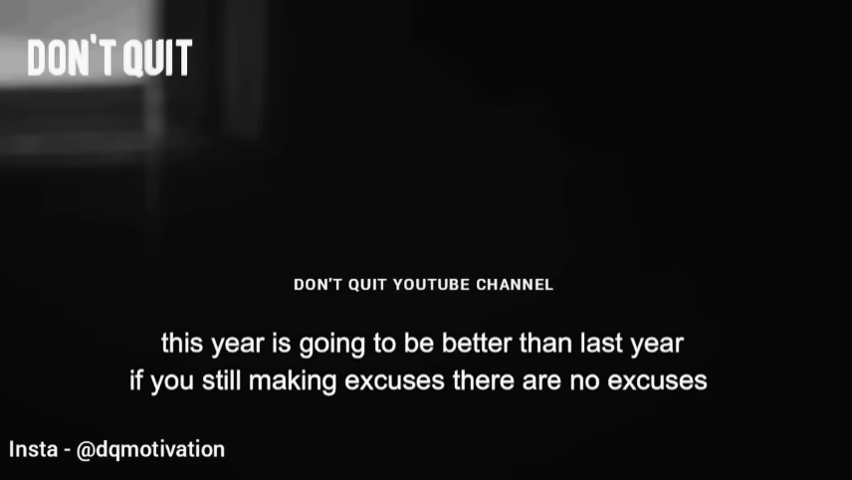 DON'T QUIT
DON'T QUIT YOUTUBE CHANNEL
this year is going to be better than last year
if you still making excuses there are no excuses
Insta - @dqmotivation